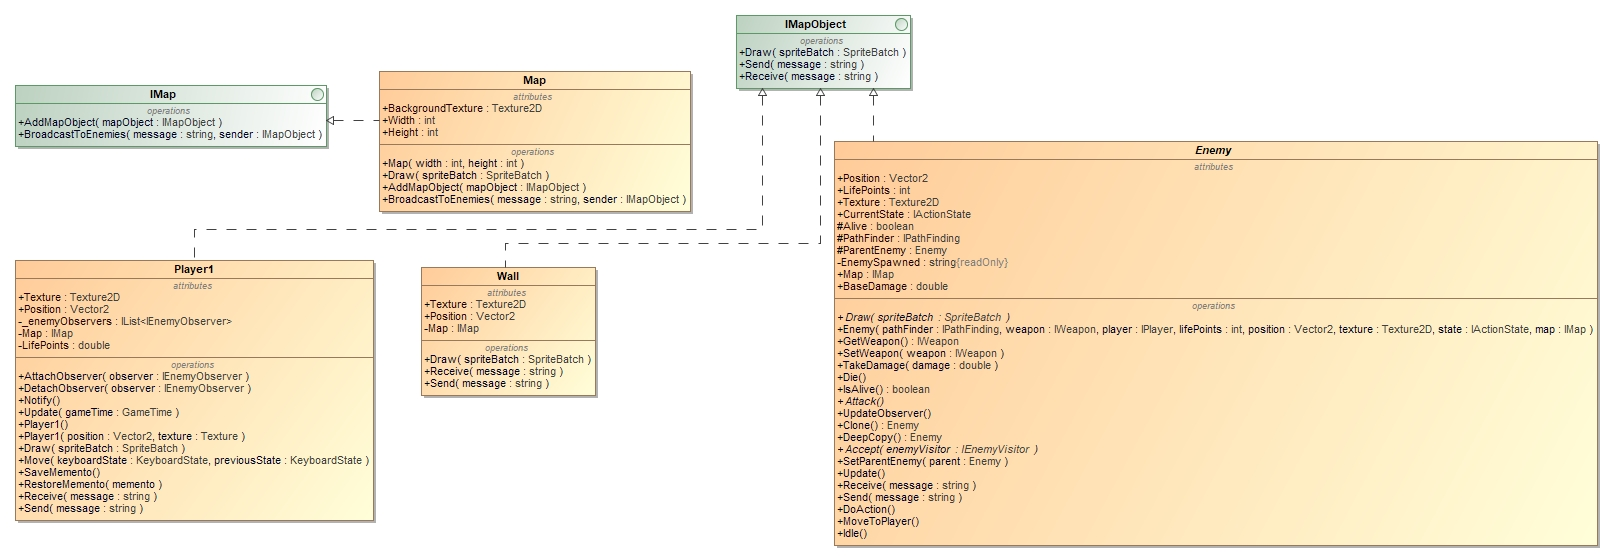 IMapObject
operations
+Draw( spriteBatch : SpriteBatch )
+Send( message : string )
+Receive( message : string )
IMap
operations
+AddMapObject( mapObject : IMapObject )
+BroadcastToEnemies( message : string, sender : IMapObject )
Map
attributes
+BackgroundTexture : Texture2D
+Width : int
+Height : int
operations
+Map( width : int, height : int )
+Draw( spriteBatch : SpriteBatch )
+AddMapObject( mapObject : IMapObject )
+BroadcastToEnemies( message : string, sender : IMapObject )
Player1
attributes
+Texture : Texture2D
+Position : Vector2
-_enemyObservers : IList<IEnemyObserver>
-Map : IMap
-LifePoints : double
operations
+AttachObserver( observer : IEnemyObserver )
+DetachObserver( observer : IEnemyObserver )
+Notify()
+Update( gameTime : GameTime )
+Player1()
+Player1( position : Vector2, texture : Texture )
+Draw( spriteBatch : SpriteBatch )
+Move( keyboardState : KeyboardState, previousState : KeyboardState )
+SaveMemento()
+RestoreMemento( memento )
+Receive( message : string )
+Send( message : string )
Wall
attributes
+Texture : Texture2D
+Position : Vector2
-Map : IMap
operations
+Draw( spriteBatch : SpriteBatch )
+Receive( message : string )
+Send( message : string )
Enemy
attributes
+Position : Vector2
+LifePoints : int
+Texture : Texture2D
+CurrentState : IActionState
#Alive : boolean
#PathFinder : IPathFinding
#ParentEnemy : Enemy
-EnemySpawned : string{readOnly}
+Map : IMap
+BaseDamage : double
operations
+Draw( spriteBatch : SpriteBatch )
+Enemy( pathFinder : IPathFinding, weapon : IWeapon, player : IPlayer, lifePoints : int, position : Vector2, texture : Texture2D, state : IActionState, map : IMap )
+GetWeapon() : IWeapon
+SetWeapon( weapon : IWeapon )
+TakeDamage( damage : double )
+Die()
+IsAlive() : boolean
+Attack()
+UpdateObserver()
+Clone() : Enemy
+DeepCopy() : Enemy
+Accept( enemyVisitor : IEnemyVisitor )
+SetParentEnemy( parent : Enemy )
+Update()
+Receive( message : string )
+Send( message : string )
+DoAction()
+MoveToPlayer()
+Idle()